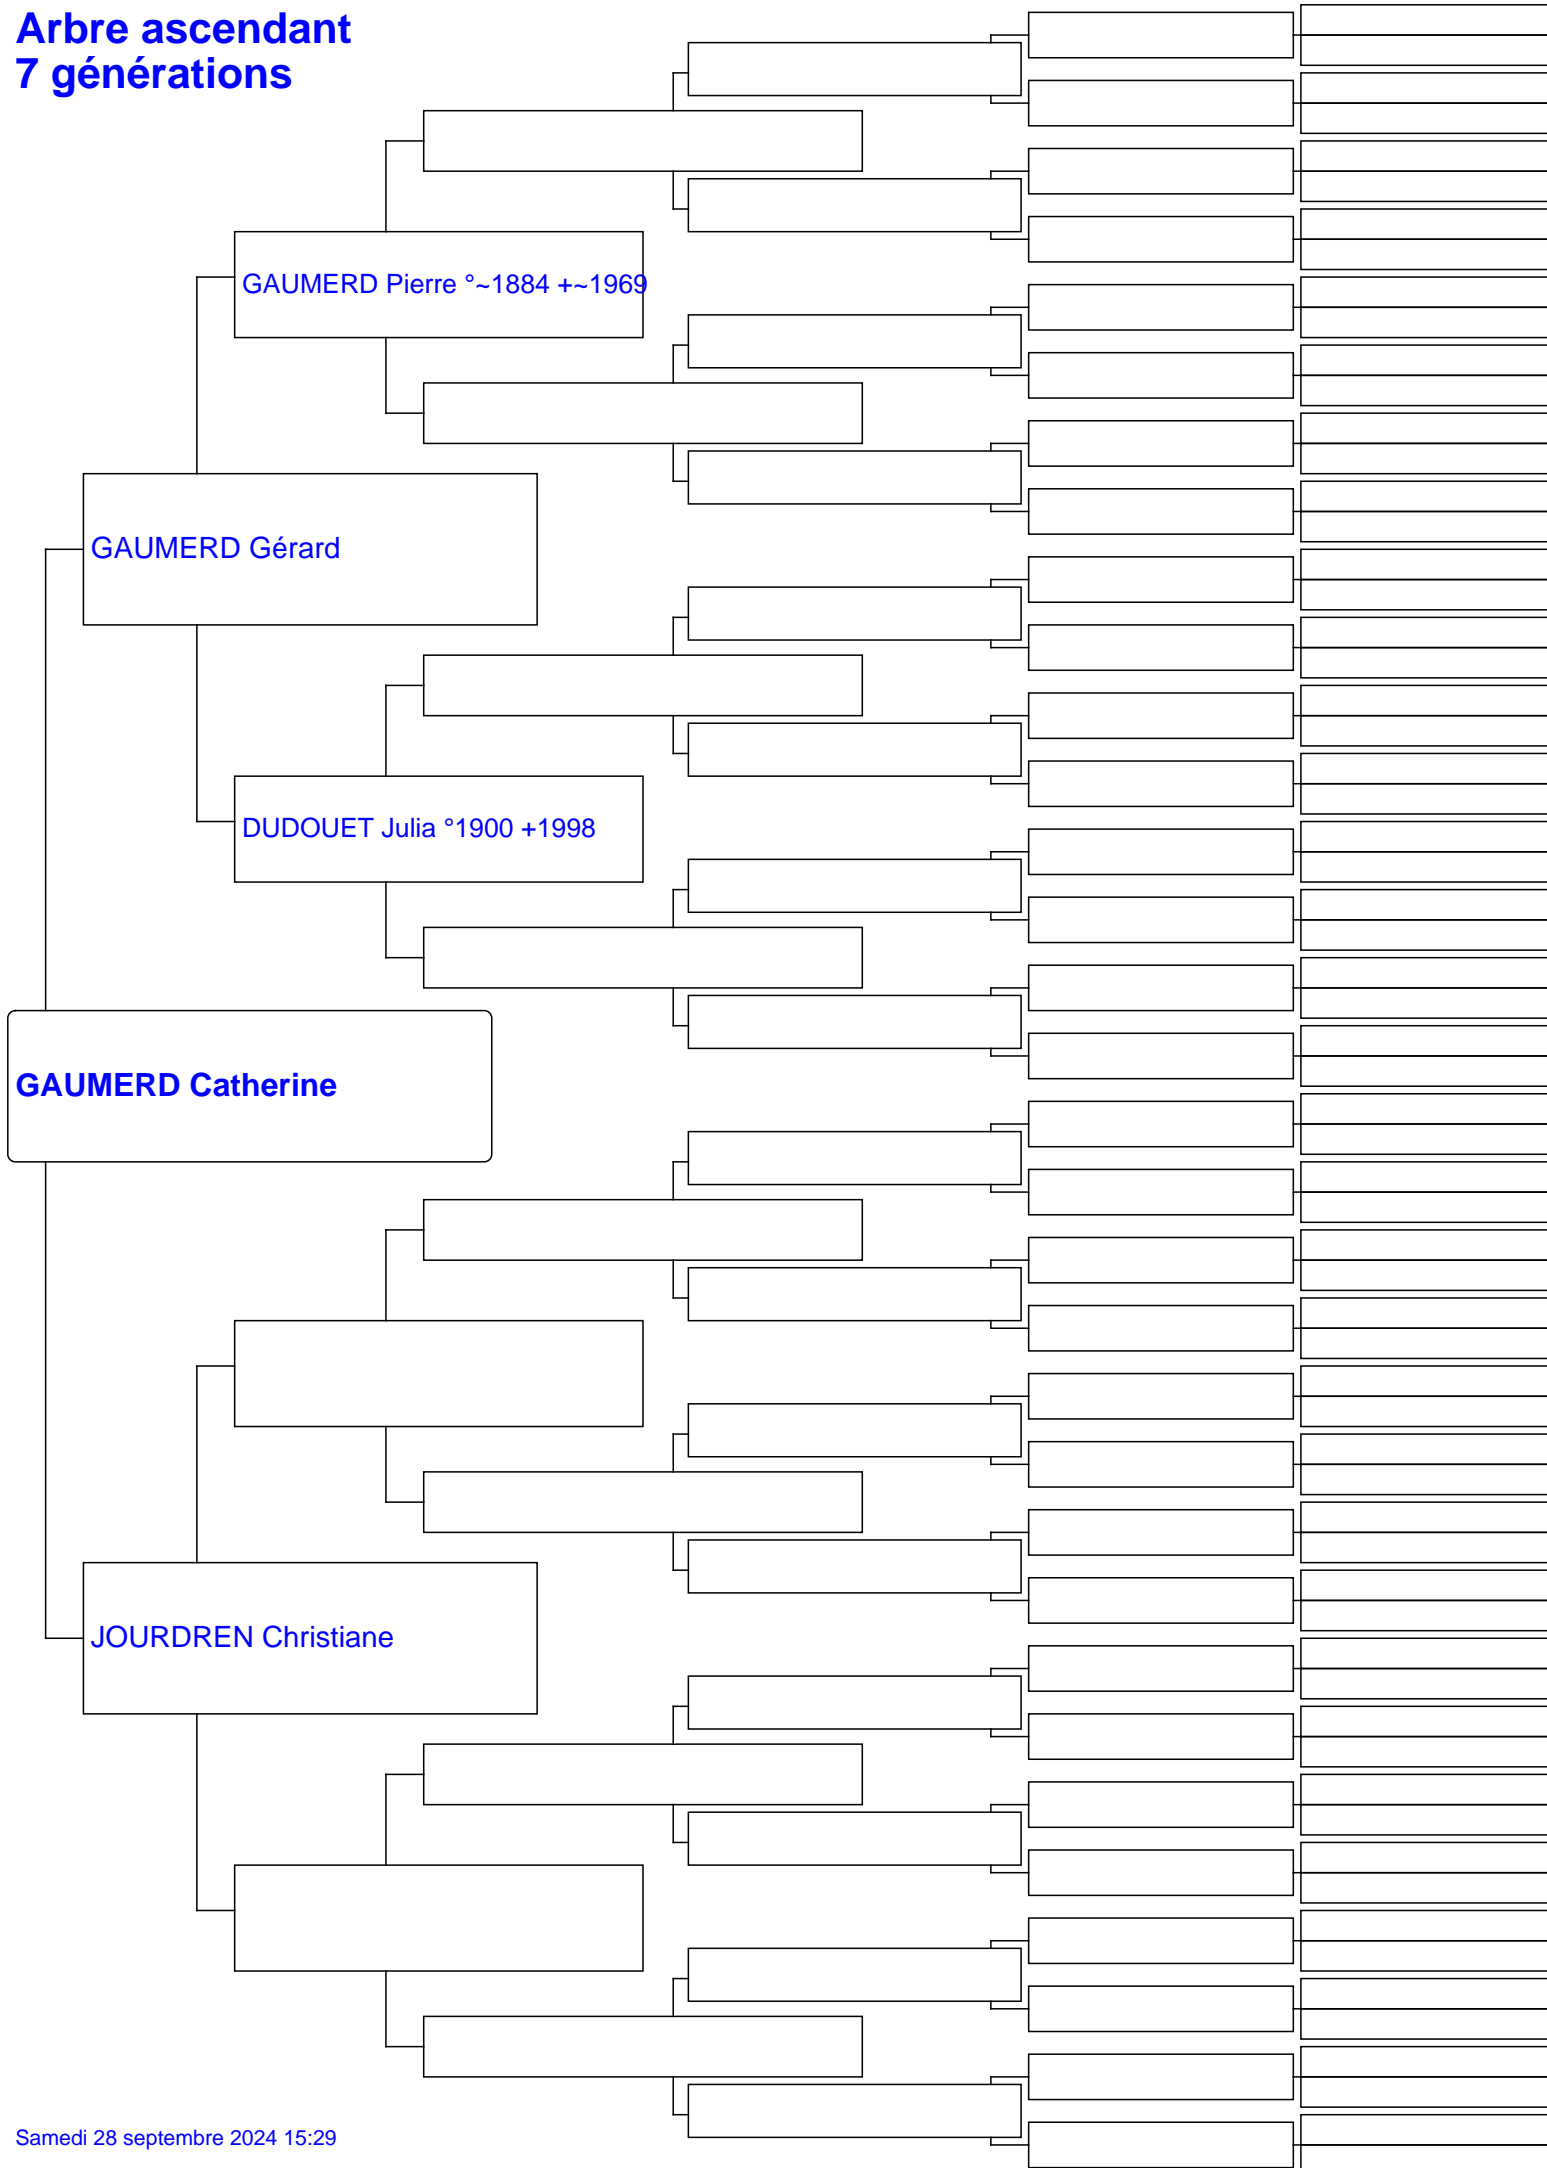 Arbre ascendant
7 générations
GAUMERD Pierre °~1884 +~1969
GAUMERD Gérard
DUDOUET Julia °1900 +1998
GAUMERD Catherine
JOURDREN Christiane
Samedi 28 septembre 2024 15:29